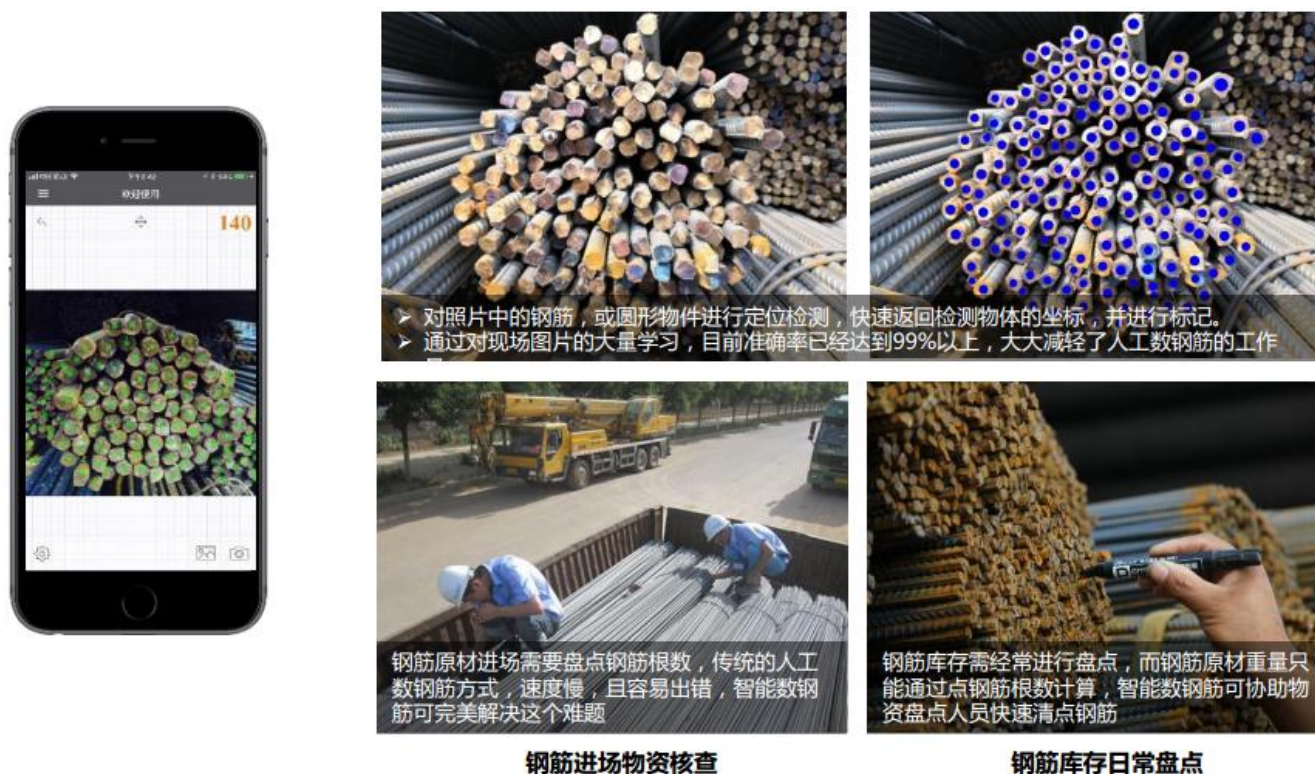 欢迎使用
140
➢ 对照片中的钢筋，或圆形物件进行定位检测，快速返回检测物体的坐标，并进行标记。
➢ 通过对现场图片的大量学习，目前准确率已经达到99%以上，大大减轻了人工数钢筋的工作
钢筋原材进场需要盘点钢筋根数，传统的人工
数钢筋方式，速度慢，且容易出错，智能数钢
筋可完美解决这个难题
钢筋库存需经常进行盘点，而钢筋原材重量只
能通过点钢筋根数计算，智能数钢筋可协助物
资盘点人员快速清点钢筋
钢筋进场物资核查
钢筋库存日常盘点